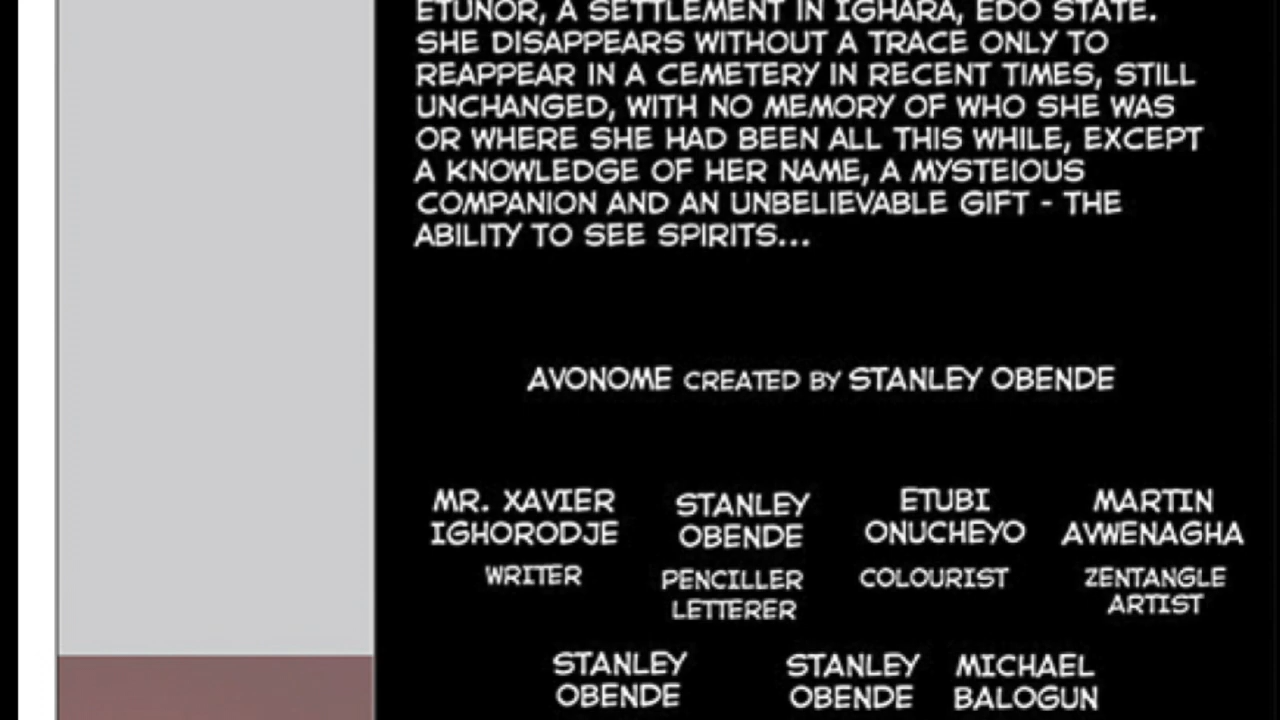 ETUNOR, A SETTLEMENT IN IGHARA, EDO STATE.
SHE DISAPPEARS WITHOUT A TRACE ONLY TO
REAPPEAR IN A CEMETERY IN RECENT TIMES, STILL
UNCHANGED, WITH NO MEMORY OF WHO SHE WAS
OR WHERE SHE HAD BEEN ALL THIS WHILE, EXCEPT
A KNOWLEDGE OF HER NAME, A MYSTEIOUS
COMPANION AND AN UNBELIEVABLE GIFT - THE
ABILITY TO SEE SPIRITS...
AVONOME CREATED BY STANLEY OBENDE
MR. XAVIER
IGHORODJE
WRITER
STANLEY
OBENDE
PENCILLER
LETTERER
ETUBI
ONUCHEYO
COLOURIST
MARTIN
AVWENAGHA
ZENTANGLE
ARTIST
STANLEY
OBENDE
STANLEY
OBENDE
MICHAEL
BALOGUN